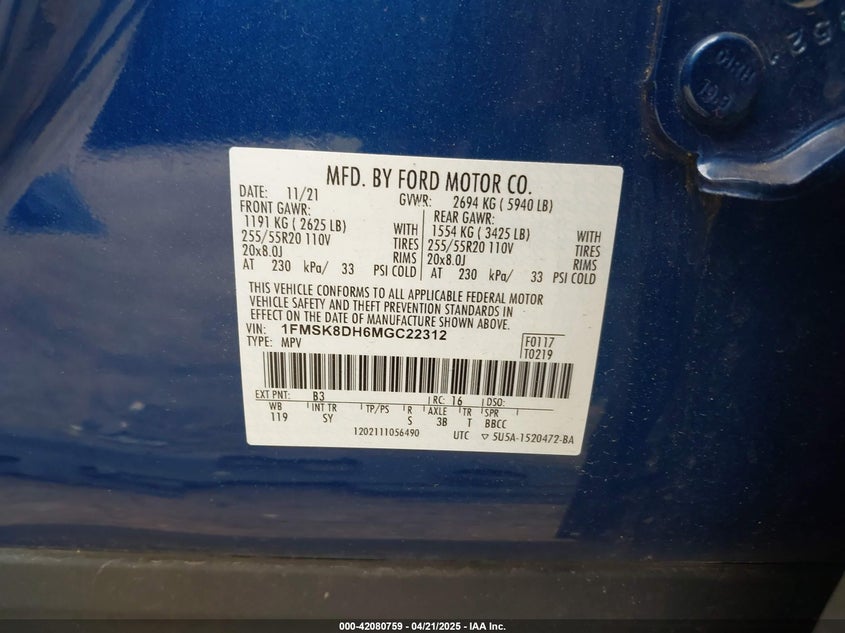 MFD. BY FORD MOTOR CO.
DATE: 11/21 GVWR: 2694 KG ( 5940 LB)
FRONT GAWR: REAR GAWR:
1191 KG ( 2625 LB) WITH 1554 KG ( 3425 LB) WITH
255/55R20 110V TIRES 255/55R20 110V TIRES
20x8.0J RIMS 20x8.0J RIMS
AT 230 kPa/ 33 PSI COLD AT 230 kPa/ 33 PSI COLD
THIS VEHICLE CONFORMS TO ALL APPLICABLE FEDERAL MOTOR
VEHICLE SAFETY AND THEFT PREVENTION STANDARDS IN
EFFECT ON THE DATE OF MANUFACTURE SHOWN ABOVE.
VIN: 1FMSK8DH6MGC22312
TYPE: MPV
F0117
T0219
EXT PNT: B3 RC: 16 DSO:
WB INT TR TP/PS R AXLE TR SPR
119 SY S 3B T BBCC
1202111056490 UTC ▽ 5U5A-1520472-BA
000-42080759 - 04/21/2025 - IAA Inc.